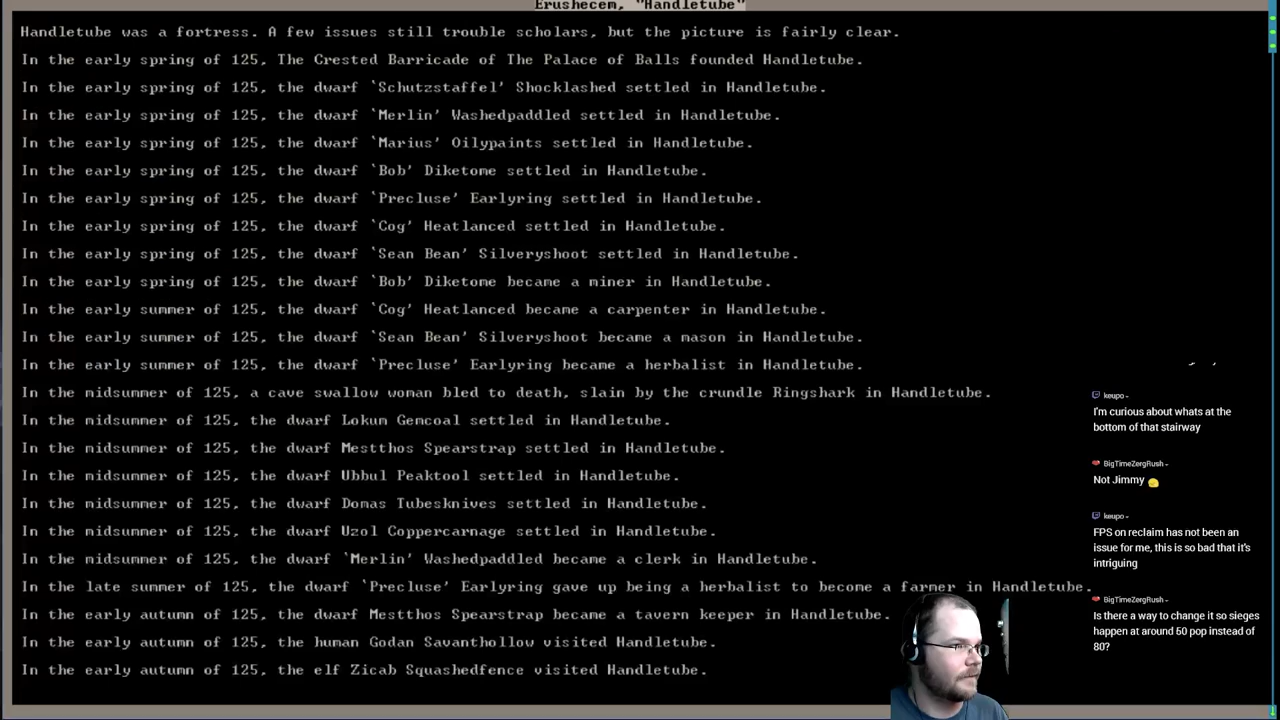 Erushecem, "Handletube"
Handletube was a fortress. A few issues still trouble scholars, but the picture is fairly clear.
In the early spring of 125, The Crested Barricade of The Palace of Balls founded Handletube.
In the early spring of 125, the dwarf `Schutzstaffel' Shocklashed settled in Handletube.
In the early spring of 125, the dwarf `Merlin' Washedpaddled settled in Handletube.
In the early spring of 125, the dwarf `Marius' Oilypaints settled in Handletube.
In the early spring of 125, the dwarf `Bob' Diketome settled in Handletube.
In the early spring of 125, the dwarf `Precluse' Earlyring settled in Handletube.
In the early spring of 125, the dwarf `Cog' Heatlanced settled in Handletube.
In the early spring of 125, the dwarf `Sean Bean' Silveryshoot settled in Handletube.
In the early spring of 125, the dwarf `Bob' Diketome became a miner in Handletube.
In the early summer of 125, the dwarf `Cog' Heatlanced became a carpenter in Handletube.
In the early summer of 125, the dwarf `Sean Bean' Silveryshoot became a mason in Handletube.
In the early summer of 125, the dwarf `Precluse' Earlyring became a herbalist in Handletube.
In the midsummer of 125, a cave swallow woman bled to death, slain by the crundle Ringshark in Handletube.
In the midsummer of 125, the dwarf Lokum Gemcoal settled in Handletube.
In the midsummer of 125, the dwarf Mestthos Spearstrap settled in Handletube.
In the midsummer of 125, the dwarf Ubbul Peaktool settled in Handletube.
In the midsummer of 125, the dwarf Domas Tubesknives settled in Handletube.
In the midsummer of 125, the dwarf Uzol Coppercarnage settled in Handletube.
In the midsummer of 125, the dwarf `Merlin' Washedpaddled became a clerk in Handletube.
In the late summer of 125, the dwarf `Precluse' Earlyring gave up being a herbalist to become a farmer in Handletube.
In the early autumn of 125, the dwarf Mestthos Spearstrap became a tavern keeper in Handletube.
In the early autumn of 125, the human Godan Savanthollow visited Handletube.
In the early autumn of 125, the elf Zicab Squashedfence visited Handletube.
keupo -
I'm curious about whats at the
bottom of that stairway
BigTimeZergRush -
Not Jimmy
keupo -
FPS on reclaim has not been an
issue for me, this is so bad that it's
intriguing
BigTimeZergRush -
Is there a way to change it so sieges
happen at around 50 pop instead of
80?